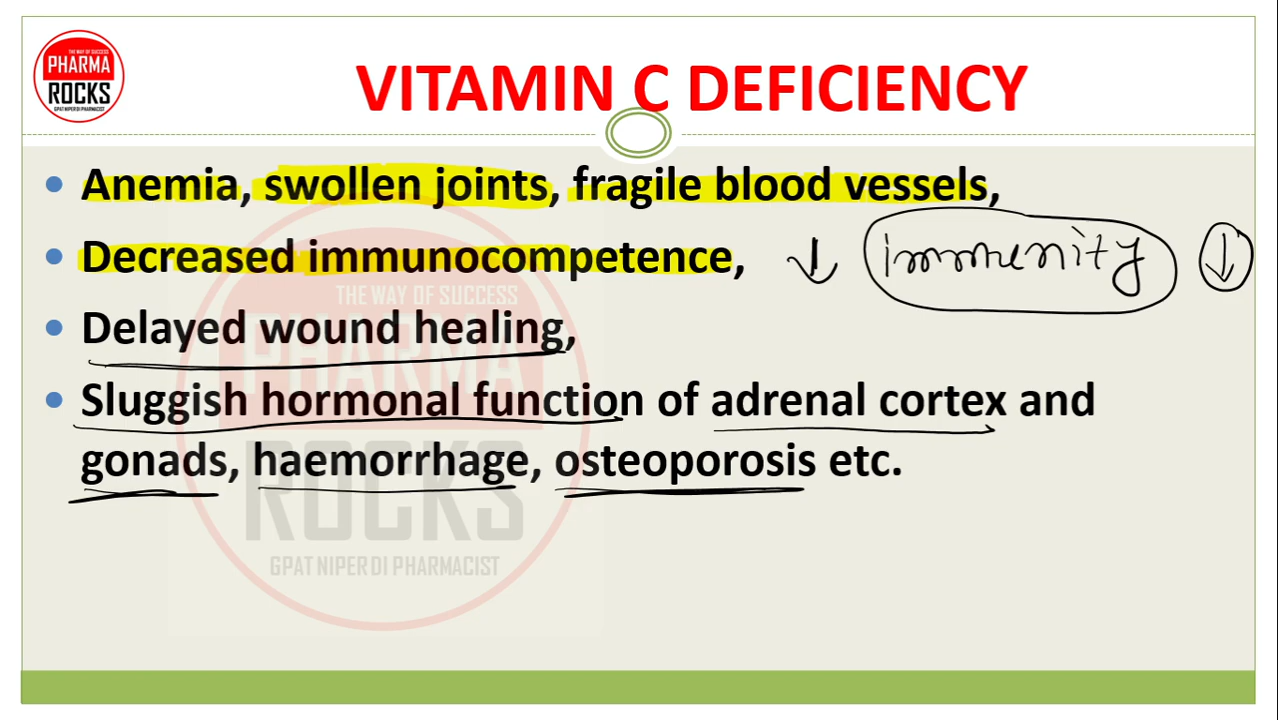 THE WAY OF SUCCESS
PHARMA
ROCKS
GPAT NIPER DI PHARMACIST
VITAMIN C DEFICIENCY
• Anemia, swollen joints, fragile blood vessels,
• Decreased immunocompetence, ↓ immunity ↓
THE WAY OF SUCCESS
• Delayed wound healing,
PHARMA
• Sluggish hormonal function of adrenal cortex and
gonads, haemorrhage, osteoporosis etc.
ROCKS
GPAT NIPER DI PHARMACIST